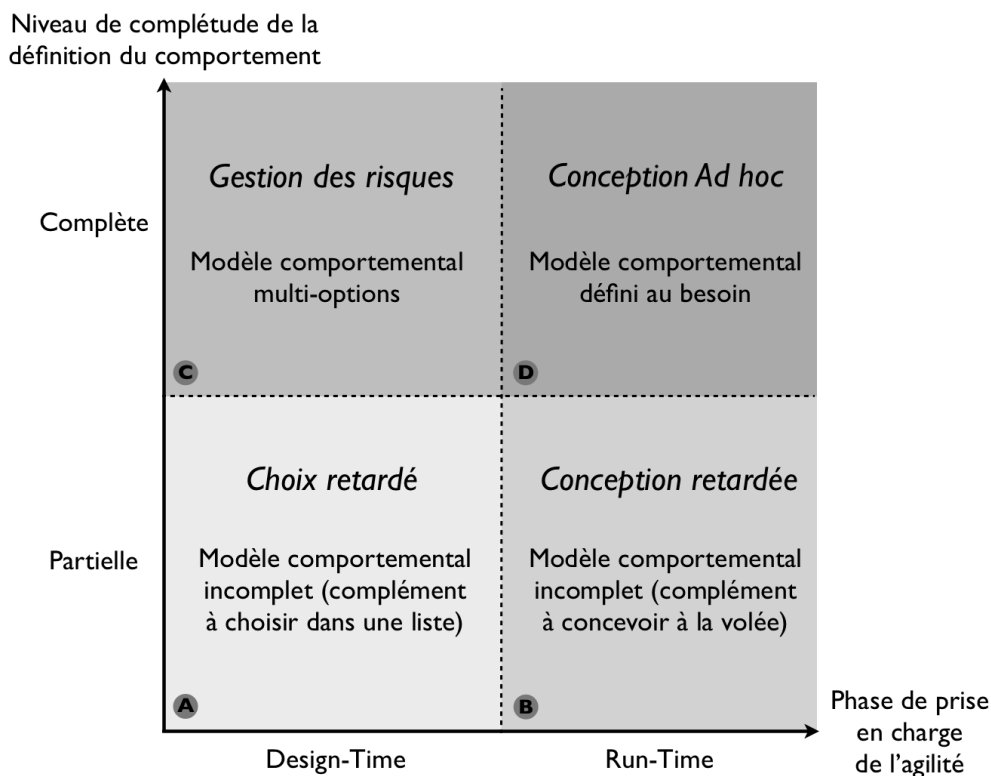 Niveau de complétude de la
définition du comportement
Complète
Gestion des risques
Modèle comportemental
multi-options
C
Conception Ad hoc
Modèle comportemental
défini au besoin
D
Partielle
Choix retardé
Modèle comportemental
incomplet (complément
à choisir dans une liste)
A
Conception retardée
Modèle comportemental
incomplet (complément
à concevoir à la volée)
B
Design-Time
Run-Time
Phase de prise
en charge
de l'agilité